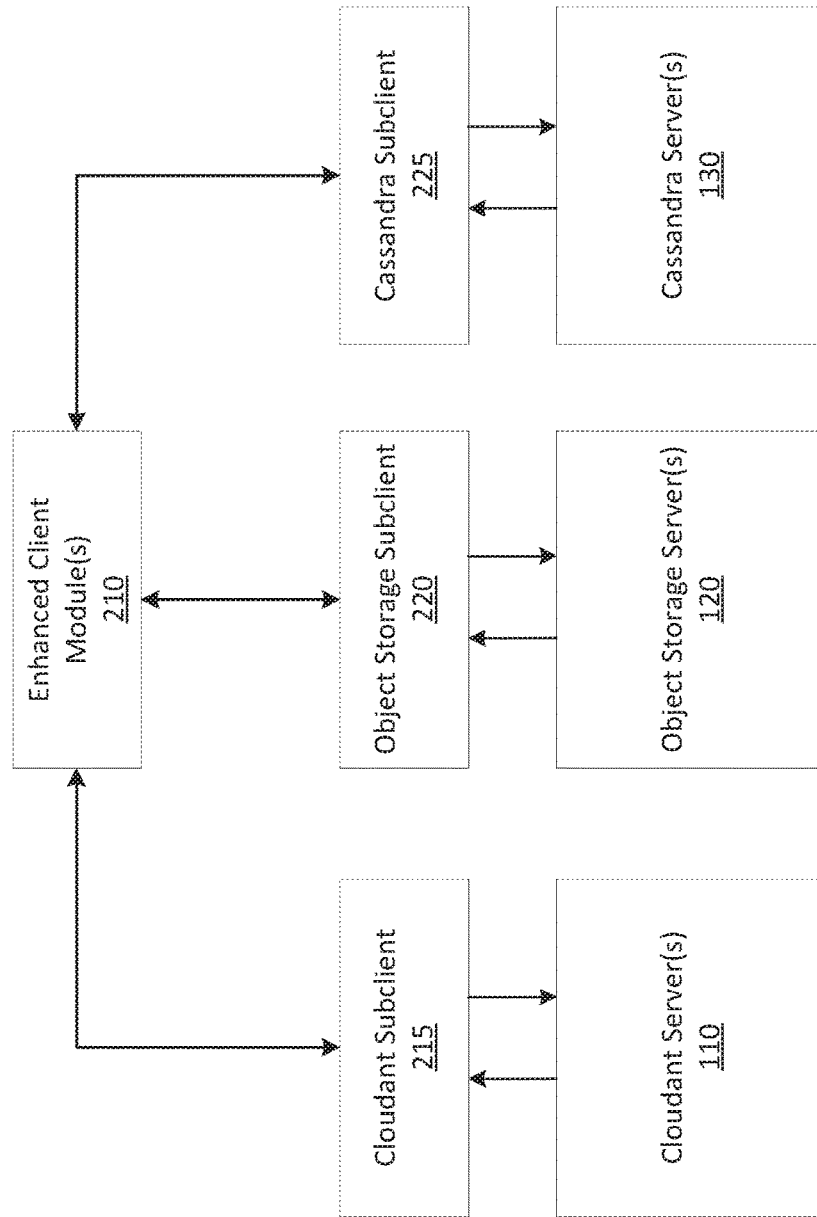 Enhanced Client
Module(s)
210
Cloudant Subclient
215
Object Storage Subclient
220
Cassandra Subclient
225
Cloudant Server(s)
110
Object Storage Server(s)
120
Cassandra Server(s)
130